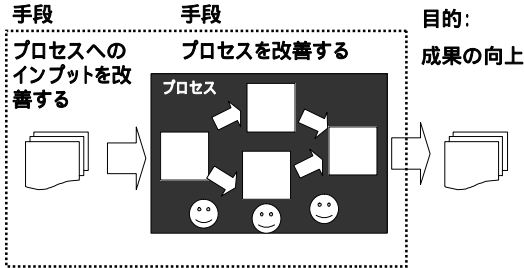 手段
手段
目的:
プロセスへの
インプットを改
善する
プロセスを改善する
成果の向上
プロセス